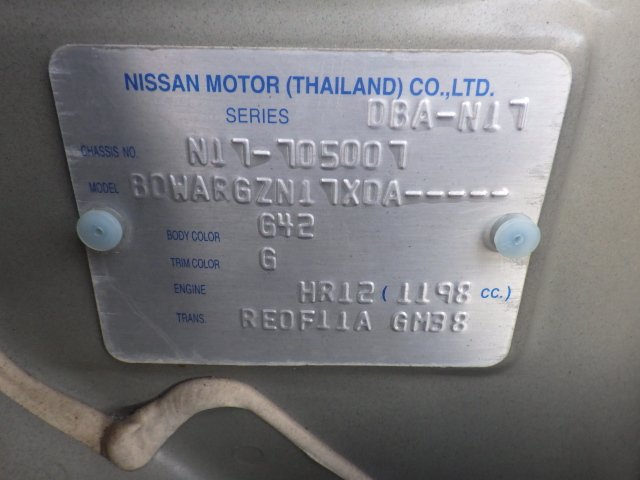 NISSAN MOTOR (THAILAND) CO.,LTD.
SERIES DBA-N17
CHASSIS NO N17-705007
MODEL BDWARGZN17XDA-----
BODY COLOR G42
TRIM COLOR G
ENGINE HR12 (1198 cc.)
TRANS. RE0F11A GM38